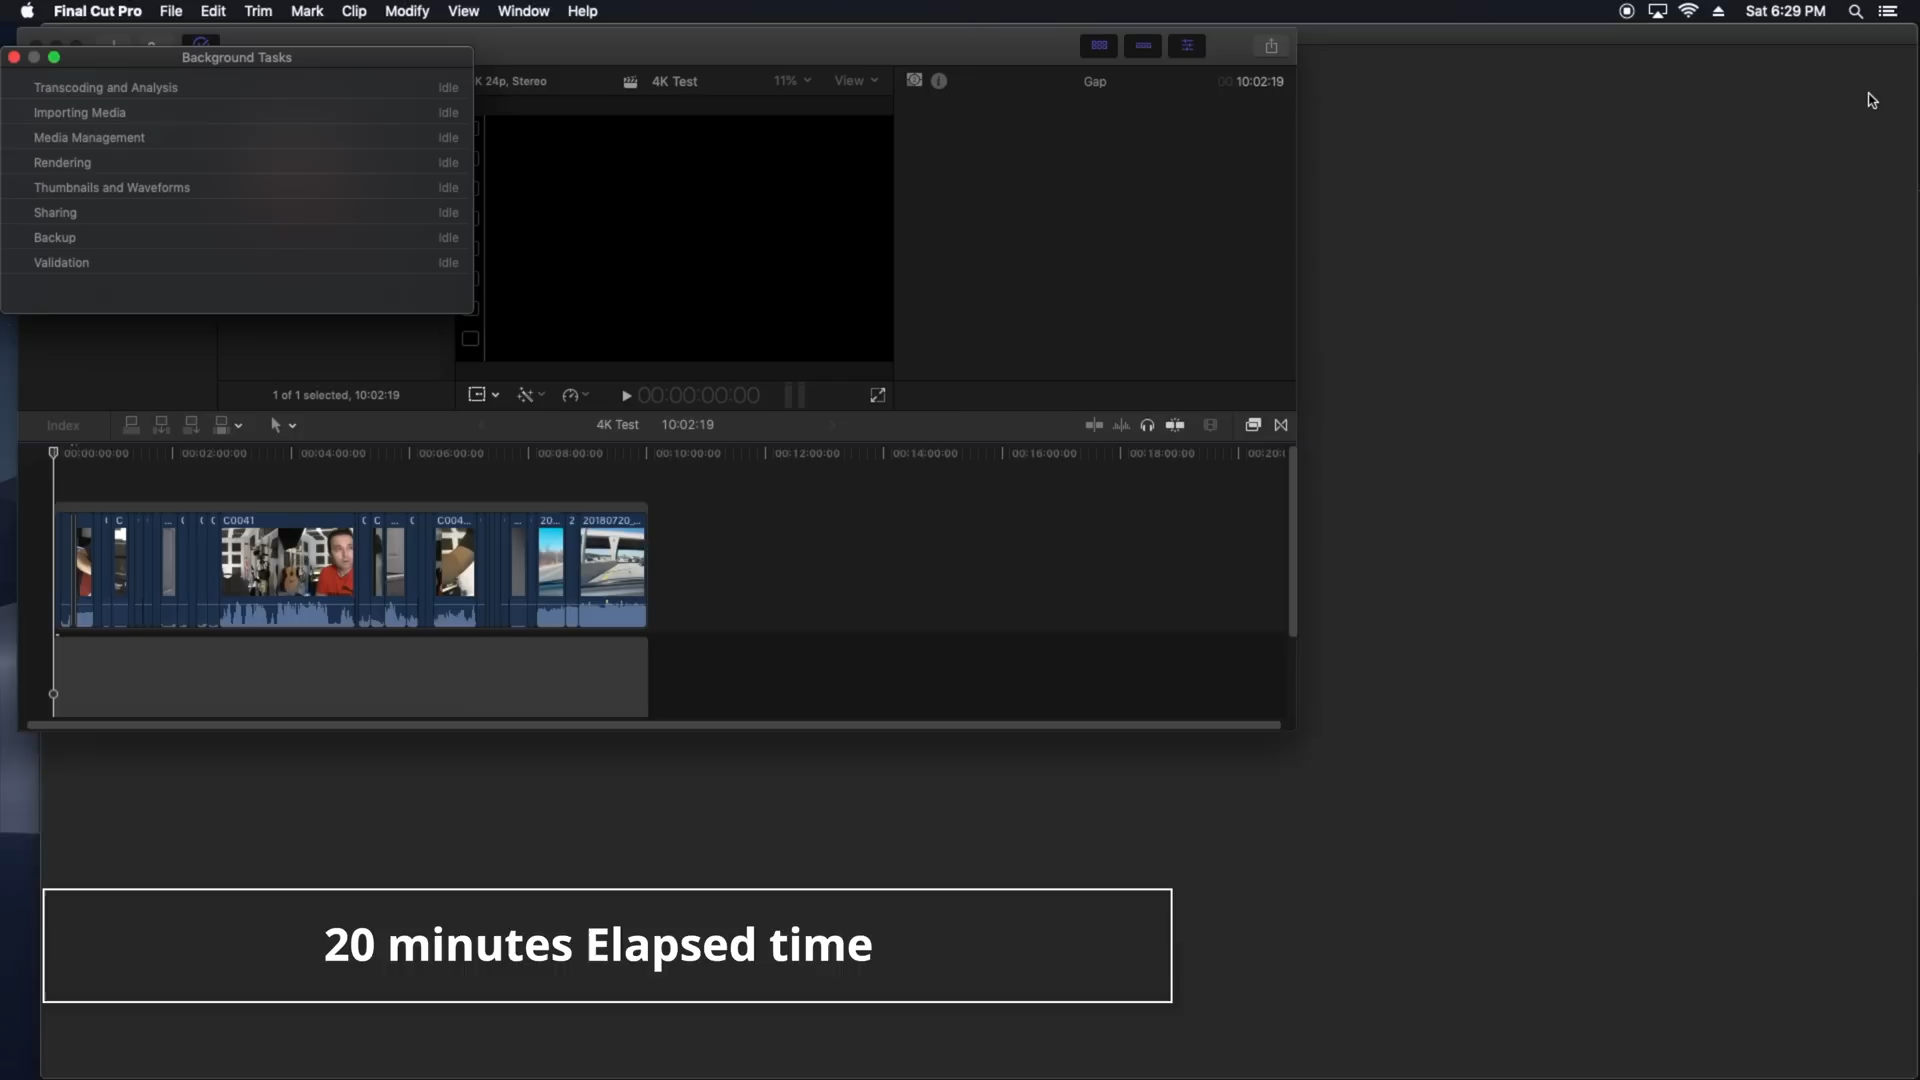 Final Cut Pro File Edit Trim Mark Clip Modify View Window Help Sat 6:29 PM
Background Tasks
Transcoding and Analysis Idle
Importing Media Idle
Media Management Idle
Rendering Idle
Thumbnails and Waveforms Idle
Sharing Idle
Backup Idle
Validation Idle
K 24p, Stereo 4K Test 11% View Gap 00 10:02:19
1 of 1 selected, 10:02:19 00:00:00:00
Index 4K Test 10:02:19
00:00:00:00 00:02:00:00 00:04:00:00 00:06:00:00 00:08:00:00 00:10:00:00 00:12:00:00 00:14:00:00 00:16:00:00 00:18:00:00 00:20:0
C ... C0041 C ... C004... ... 20... 2 20180720_...
20 minutes Elapsed time